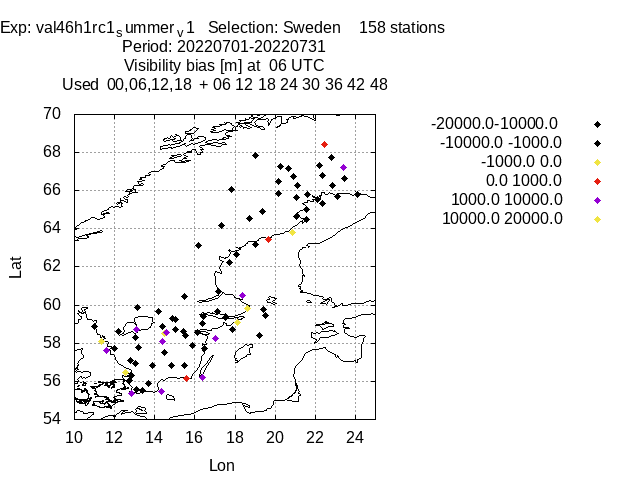 Exp: val46h1rc1summerv1 Selection: Sweden 158 stations
Period: 20220701-20220731
Visibility bias [m] at 06 UTC
Used 00,06,12,18 + 06 12 18 24 30 36 42 48
70
68
66
64
62
60
58
56
54
Lat
10 12 14 16 18 20 22 24
Lon
-20000.0-10000.0
-10000.0 -1000.0
-1000.0 0.0
0.0 1000.0
1000.0 10000.0
10000.0 20000.0